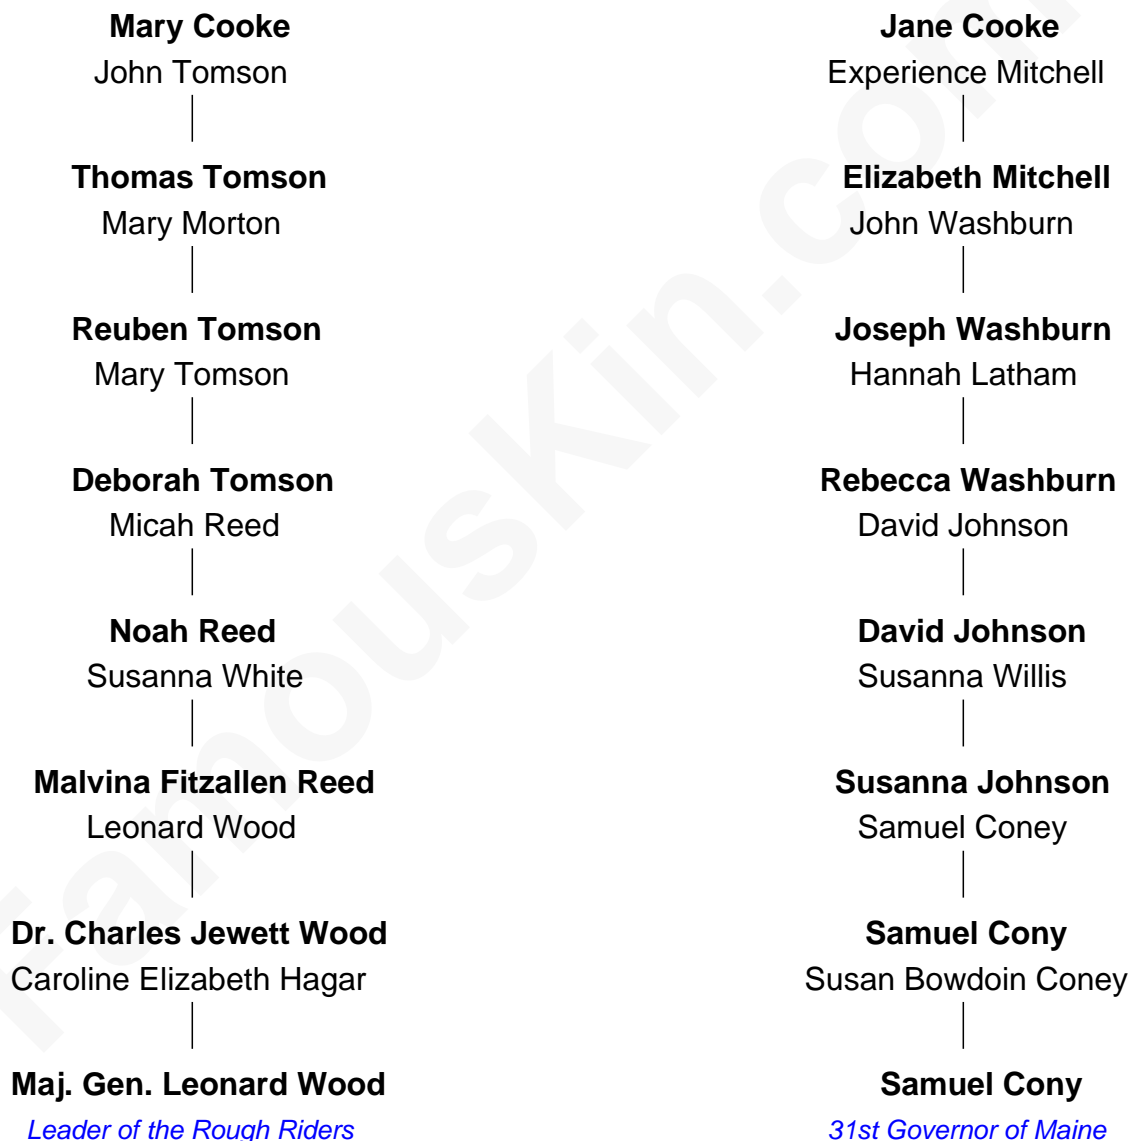 Mary Cooke
John Tomson
Thomas Tomson
Mary Morton
Reuben Tomson
Mary Tomson
Deborah Tomson
Micah Reed
Noah Reed
Susanna White
Malvina Fitzallen Reed
Leonard Wood
Dr. Charles Jewett Wood
Caroline Elizabeth Hagar
Maj. Gen. Leonard Wood
Leader of the Rough Riders
Jane Cooke
Experience Mitchell
Elizabeth Mitchell
John Washburn
Joseph Washburn
Hannah Latham
Rebecca Washburn
David Johnson
David Johnson
Susanna Willis
Susanna Johnson
Samuel Coney
Samuel Cony
Susan Bowdoin Coney
Samuel Cony
31st Governor of Maine
FamousKin.com